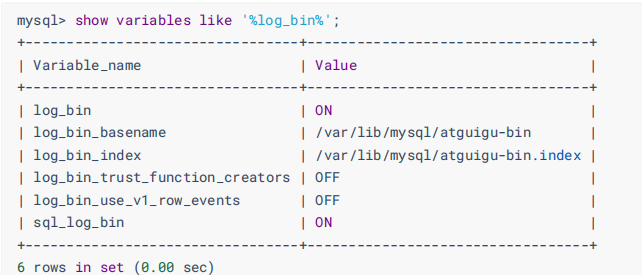 mysql> show variables like '%log_bin%';
+---------------------------------+----------------------------------+
| Variable_name                   | Value                            |
+---------------------------------+----------------------------------+
| log_bin                         | ON                               |
| log_bin_basename                | /var/lib/mysql/atguigu-bin       |
| log_bin_index                   | /var/lib/mysql/atguigu-bin.index |
| log_bin_trust_function_creators | OFF                              |
| log_bin_use_v1_row_events       | OFF                              |
| sql_log_bin                     | ON                               |
+---------------------------------+----------------------------------+
6 rows in set (0.00 sec)